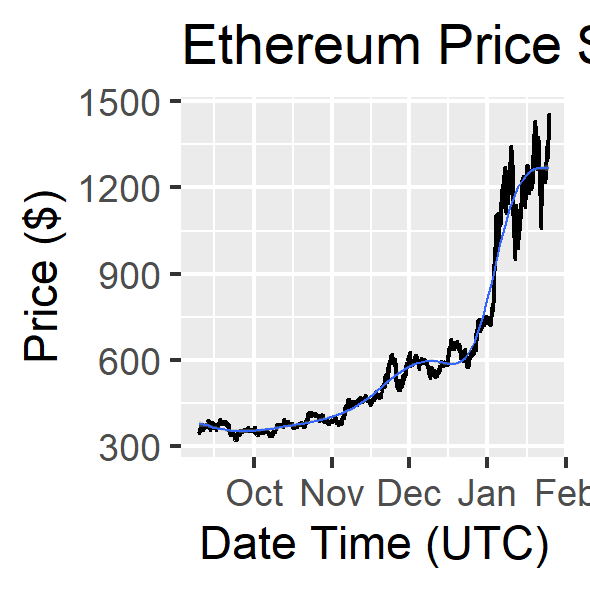 Ethereum Price
Price ($)
1500
1200
900
600
300
Oct Nov Dec Jan Feb
Date Time (UTC)